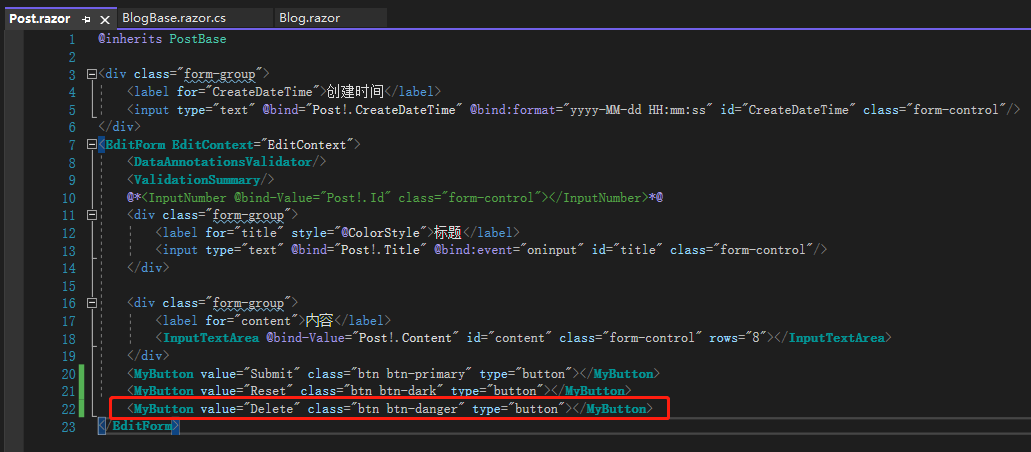 Post.razor BlogBase.razor.cs Blog.razor
1 @inherits PostBase
2
3 <div class="form-group">
4 <label for="CreateDateTime">创建时间</label>
5 <input type="text" @bind="Post!.CreateDateTime" @bind:format="yyyy-MM-dd HH:mm:ss" id="CreateDateTime" class="form-control"/>
6 </div>
7 <EditForm EditContext="EditContext">
8 <DataAnnotationsValidator/>
9 <ValidationSummary/>
10 @*<InputNumber @bind-Value="Post!.Id" class="form-control"></InputNumber>*@
11 <div class="form-group">
12 <label for="title" style="@ColorStyle">标题</label>
13 <input type="text" @bind="Post!.Title" @bind:event="oninput" id="title" class="form-control"/>
14 </div>
15
16 <div class="form-group">
17 <label for="content">内容</label>
18 <InputTextArea @bind-Value="Post!.Content" id="content" class="form-control" rows="8"></InputTextArea>
19 </div>
20 <MyButton value="Submit" class="btn btn-primary" type="button"></MyButton>
21 <MyButton value="Reset" class="btn btn-dark" type="button"></MyButton>
22 <MyButton value="Delete" class="btn btn-danger" type="button"></MyButton>
23 </EditForm>